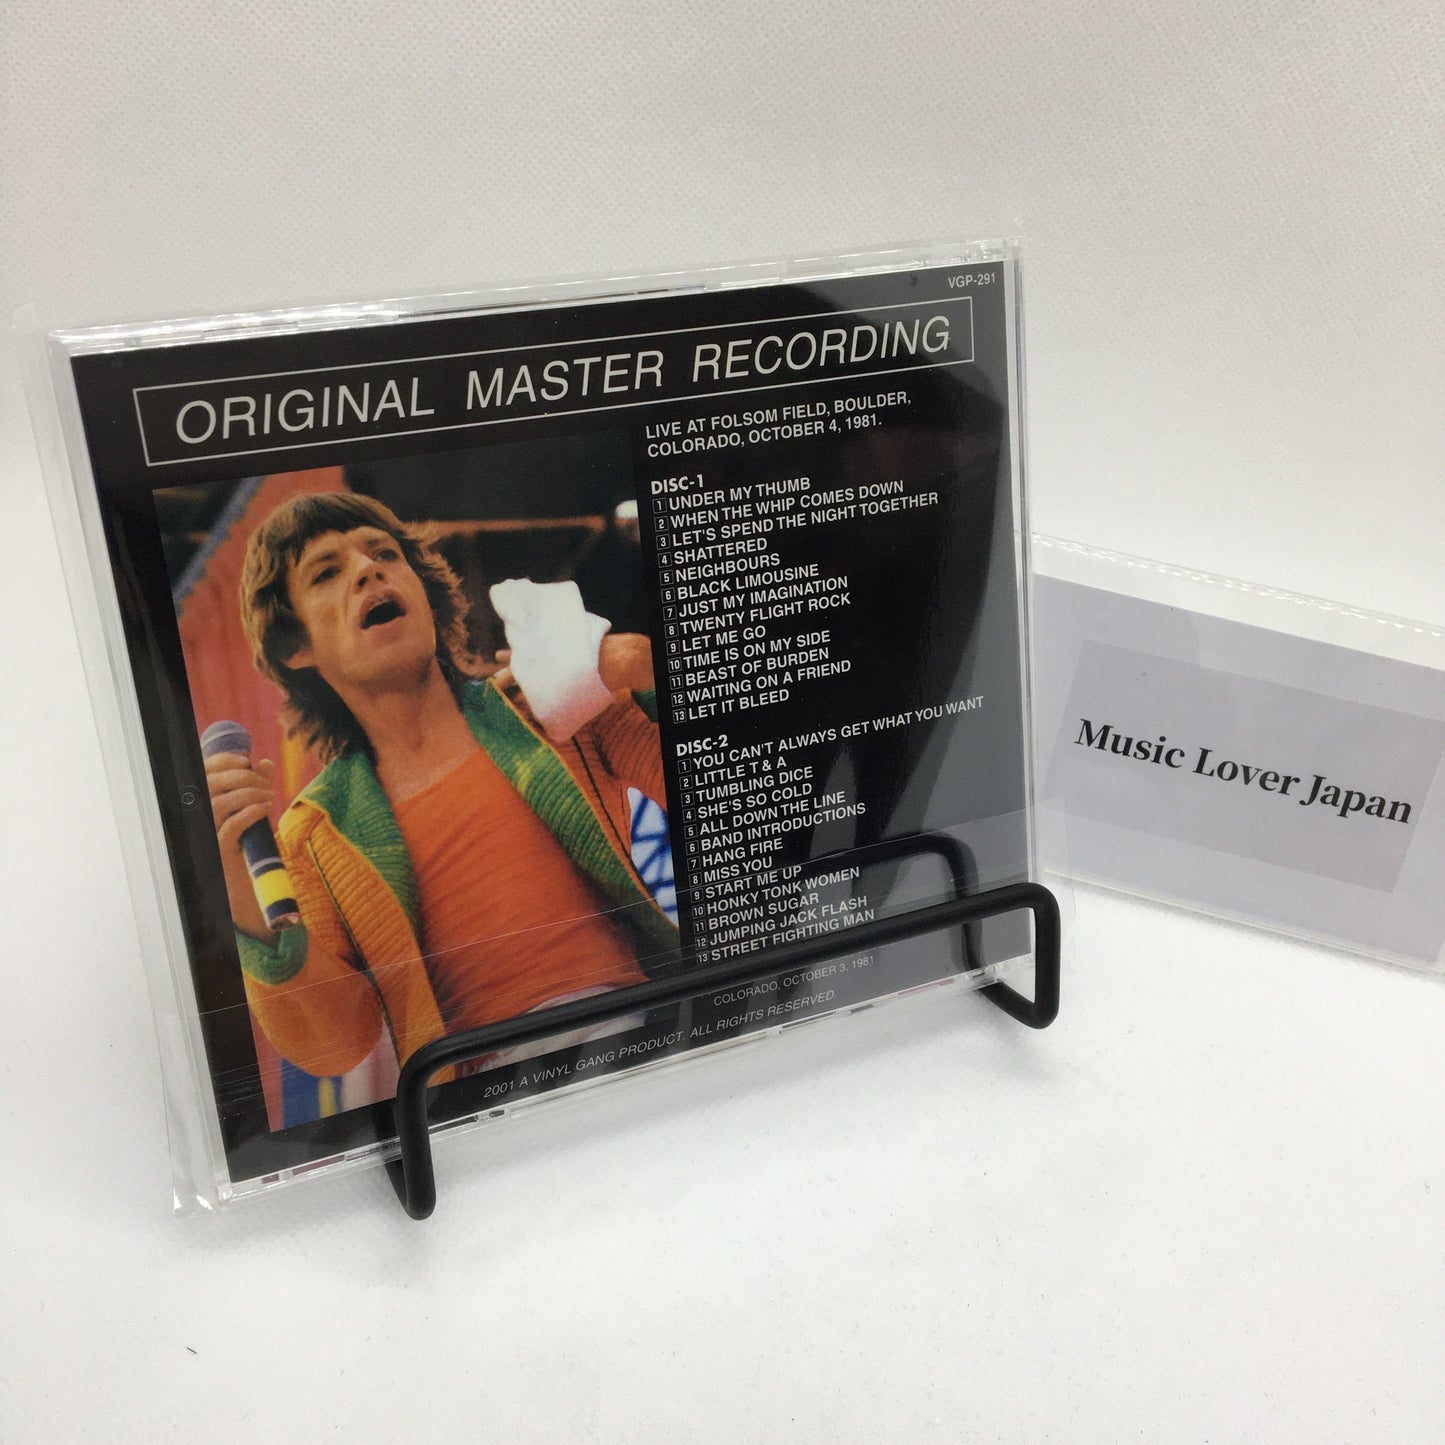 VGP-291
ORIGINAL MASTER RECORDING
LIVE AT FOLSOM FIELD, BOULDER,
COLORADO, OCTOBER 4, 1981.
DISC-1
1 UNDER MY THUMB
2 WHEN THE WHIP COMES DOWN
3 LET'S SPEND THE NIGHT TOGETHER
4 SHATTERED
5 NEIGHBOURS
6 BLACK LIMOUSINE
7 JUST MY IMAGINATION
8 TWENTY FLIGHT ROCK
9 LET ME GO
10 TIME IS ON MY SIDE
11 BEAST OF BURDEN
12 WAITING ON A FRIEND
13 LET IT BLEED
DISC-2
1 YOU CAN'T ALWAYS GET WHAT YOU WANT
2 LITTLE T & A
3 TUMBLING DICE
4 SHE'S SO COLD
5 ALL DOWN THE LINE
6 BAND INTRODUCTIONS
7 HANG FIRE
8 MISS YOU
9 START ME UP
10 HONKY TONK WOMEN
11 BROWN SUGAR
12 JUMPING JACK FLASH
13 STREET FIGHTING MAN
COLORADO, OCTOBER 3, 1981
2001 A VINYL GANG PRODUCT. ALL RIGHTS RESERVED.
Music Lover Japan